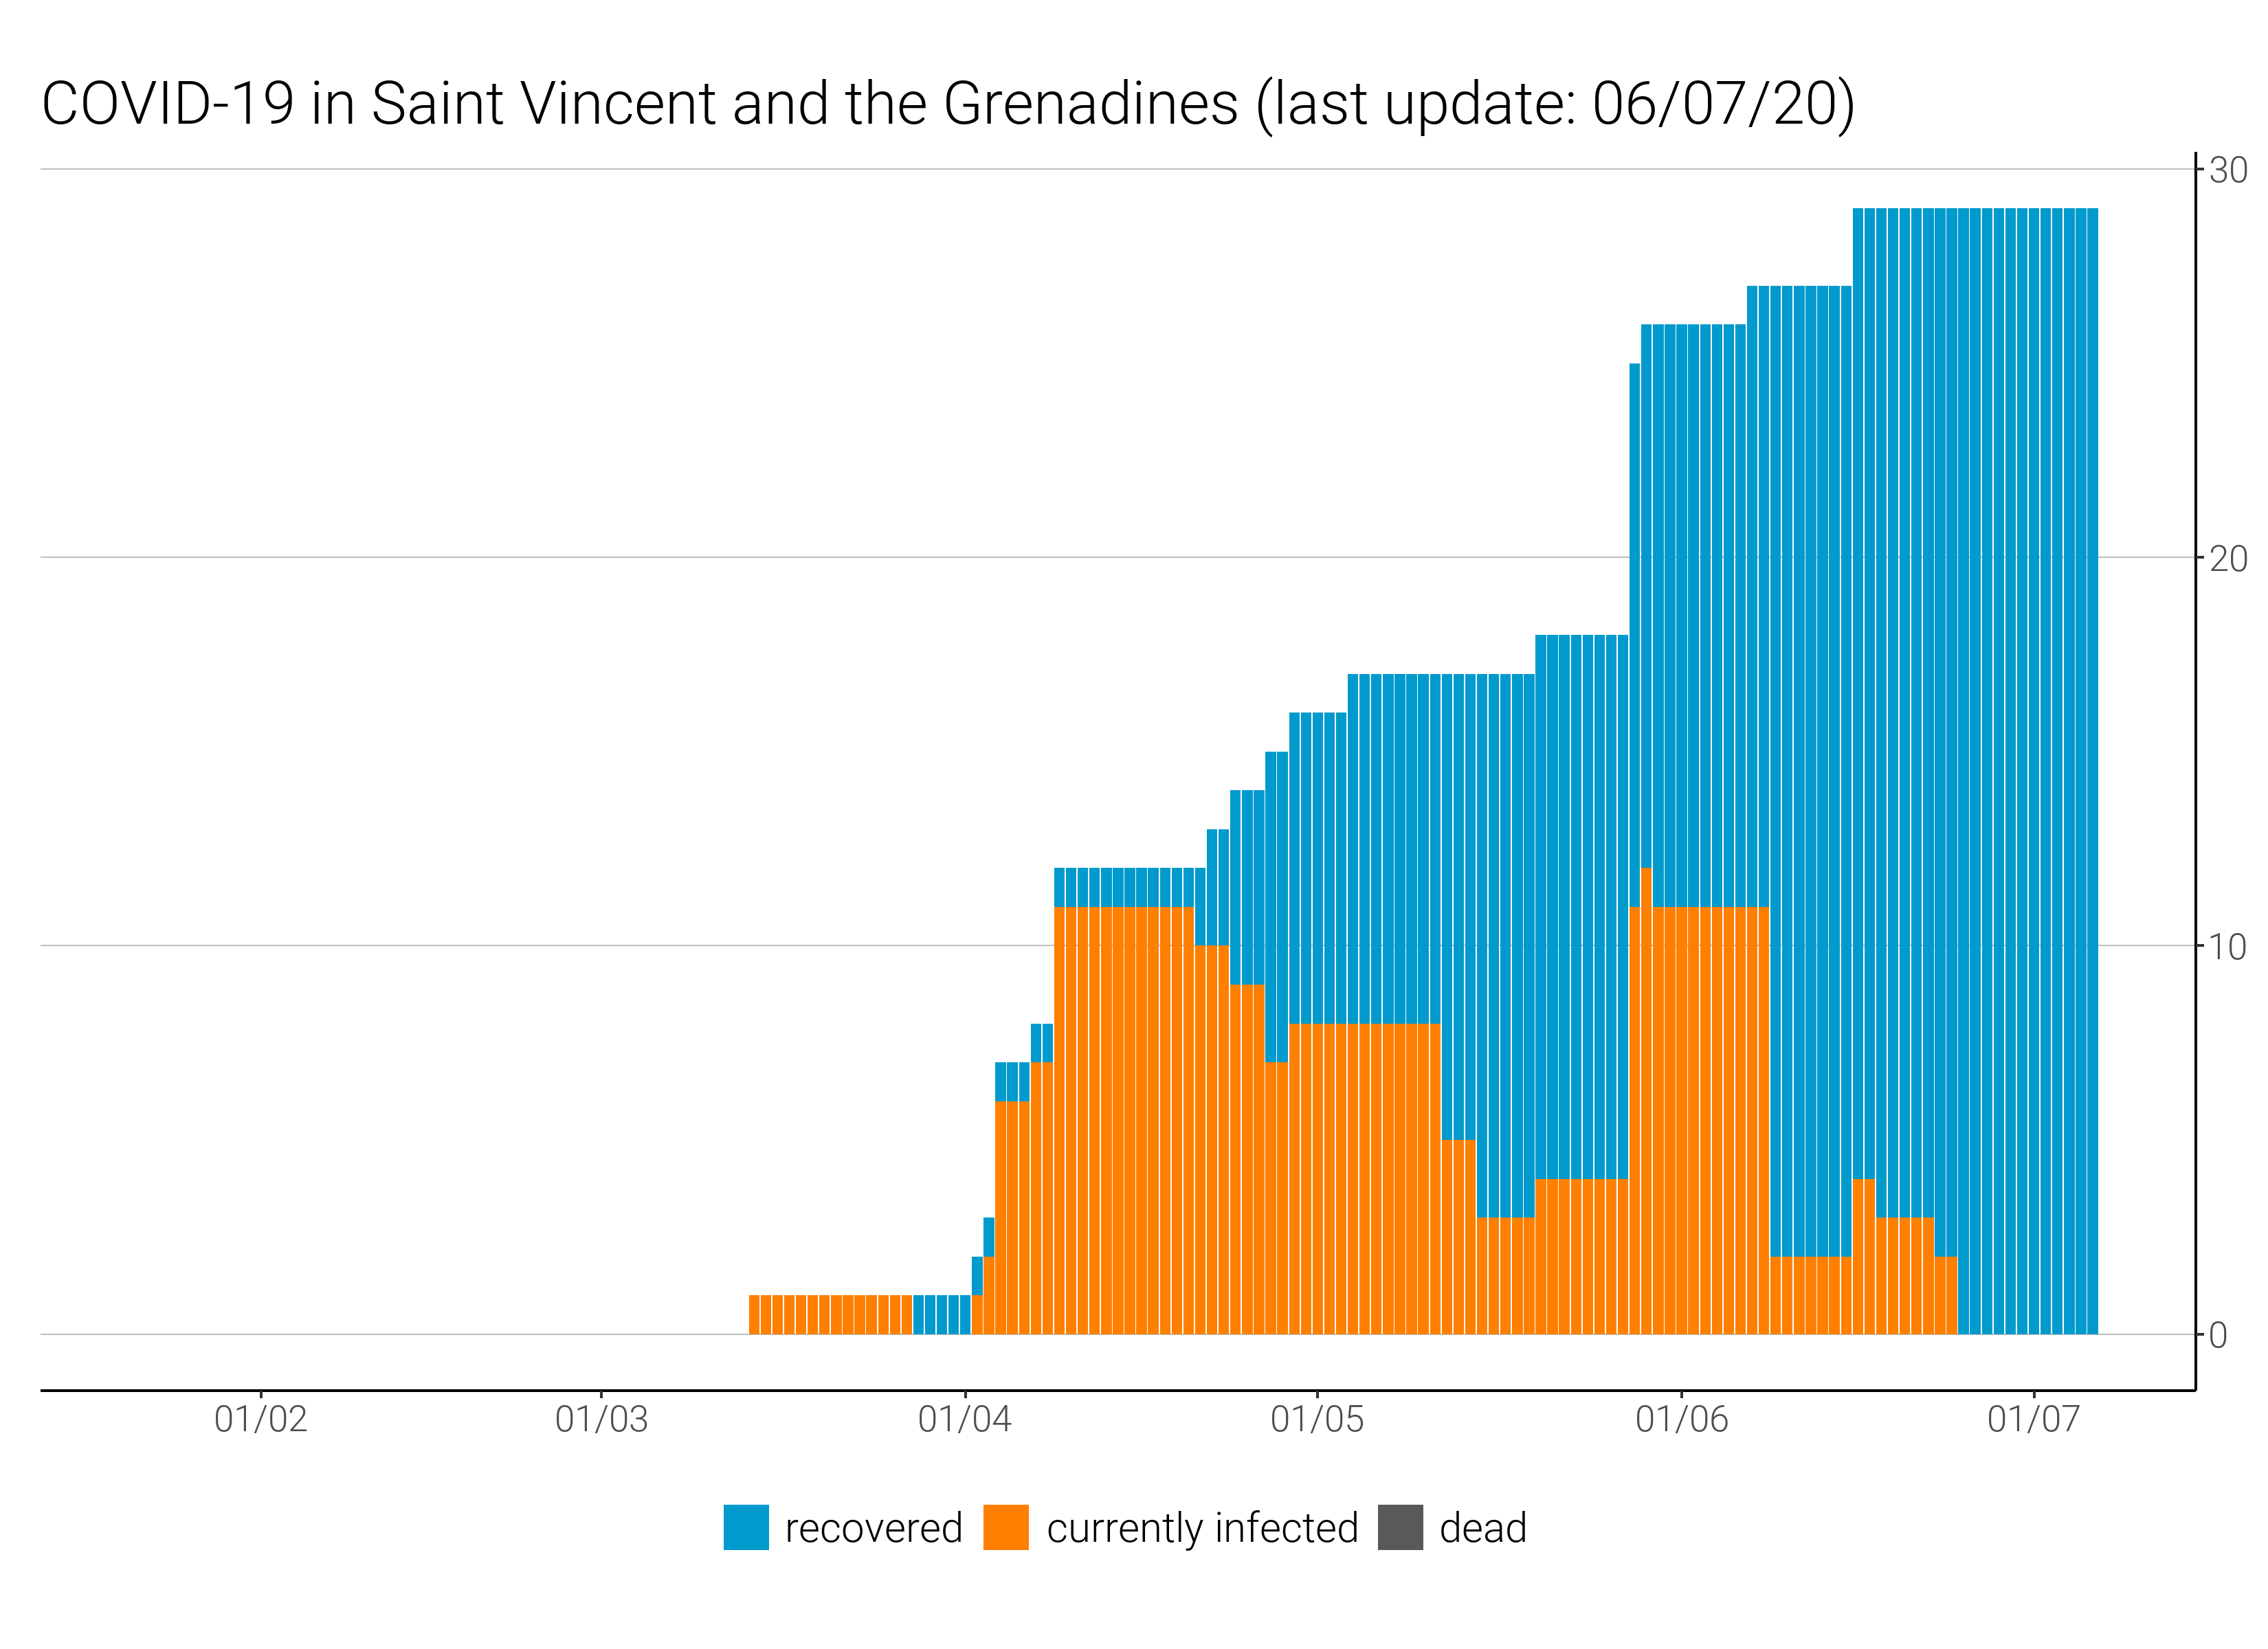 COVID-19 in Saint Vincent and the Grenadines (last update: 06/07/20)
30
20
10
0
01/02 01/03 01/04 01/05 01/06 01/07
recovered currently infected dead